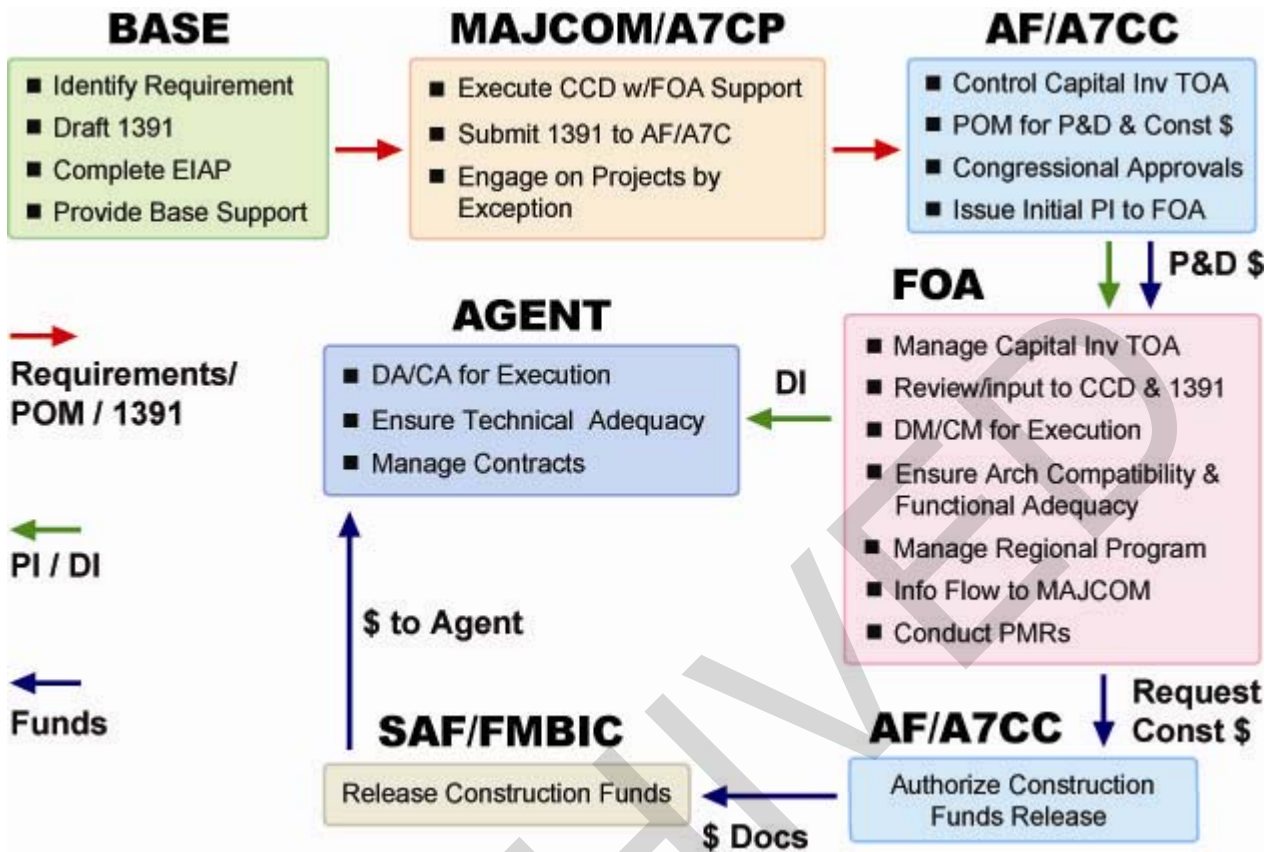 BASE
■ Identify Requirement
■ Draft 1391
■ Complete EIAP
■ Provide Base Support
MAJCOM/A7CP
■ Execute CCD w/FOA Support
■ Submit 1391 to AF/A7C
■ Engage on Projects by
Exception
AF/A7CC
■ Control Capital Inv TOA
■ POM for P&D & Const $
■ Congressional Approvals
■ Issue Initial PI to FOA
P&D $
FOA
■ Manage Capital Inv TOA
■ Review/input to CCD & 1391
■ DM/CM for Execution
■ Ensure Arch Compatibility &
Functional Adequacy
■ Manage Regional Program
■ Info Flow to MAJCOM
■ Conduct PMRs
DI
AGENT
■ DA/CA for Execution
■ Ensure Technical Adequacy
■ Manage Contracts
Requirements/
POM / 1391
PI / DI
Funds
$ to Agent
Request
Const $
AF/A7CC
Authorize Construction
Funds Release
$ Docs
SAF/FMBIC
Release Construction Funds
HIVED